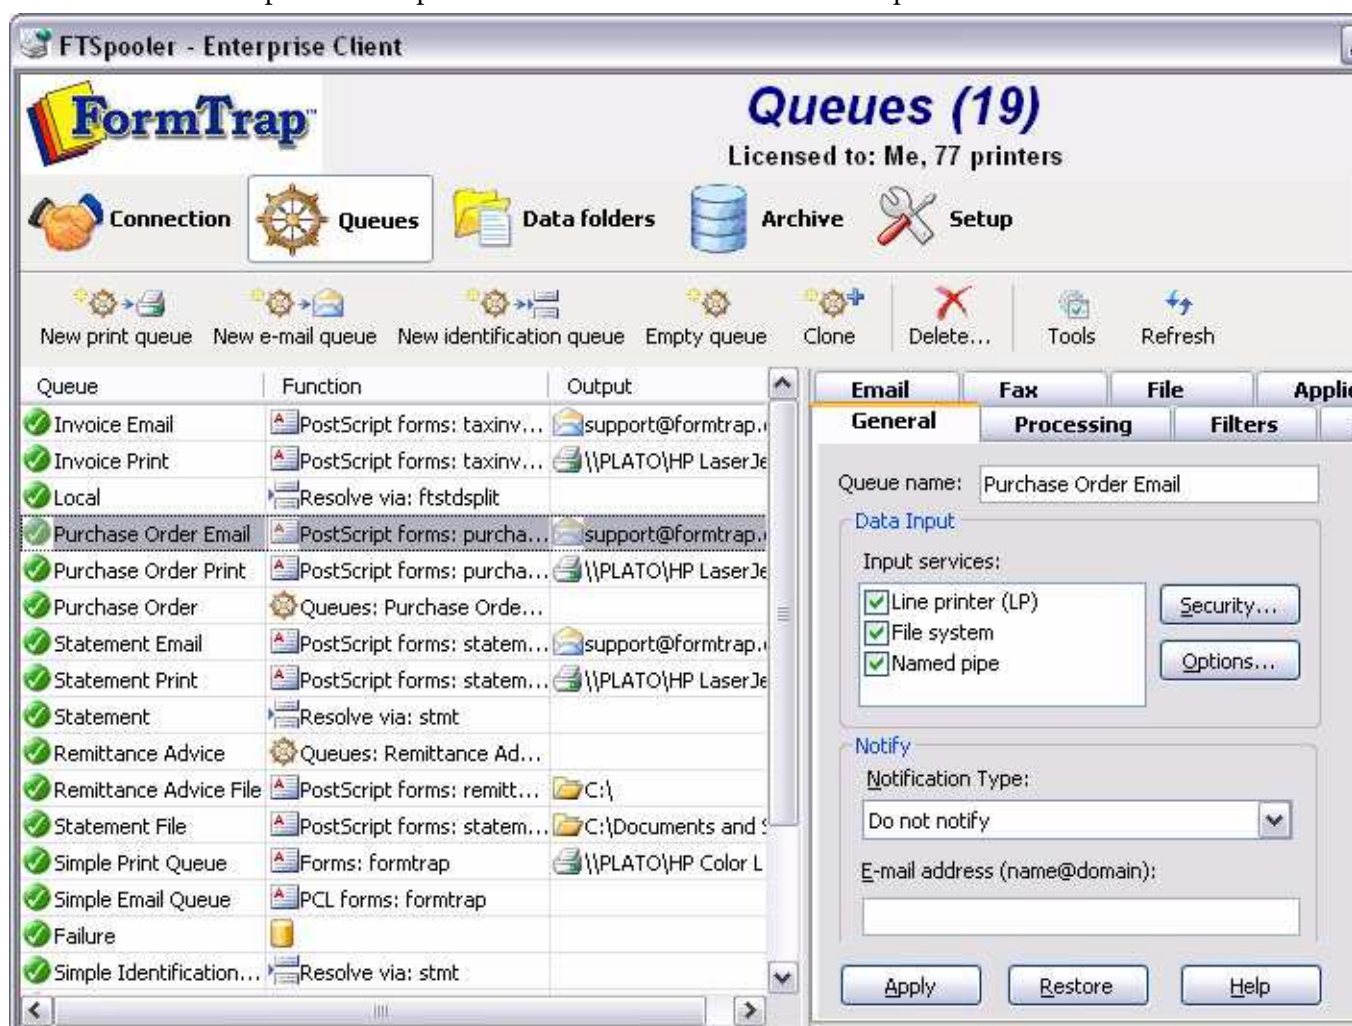 FTSpooler - Enterprise Client
FormTrap™
Queues (19)
Licensed to: Me, 77 printers
Connection Queues Data folders Archive Setup
New print queue New e-mail queue New identification queue Empty queue Clone Delete... Tools Refresh
Queue Function Output
Invoice Email PostScript forms: taxinv... support@formtrap.
Invoice Print PostScript forms: taxinv... \\PLATO\HP LaserJe
Local Resolve via: ftstdsplit
Purchase Order Email PostScript forms: purcha... support@formtrap.
Purchase Order Print PostScript forms: purcha... \\PLATO\HP LaserJe
Purchase Order Queues: Purchase Orde...
Statement Email PostScript forms: statem... support@formtrap.
Statement Print PostScript forms: statem... \\PLATO\HP LaserJe
Statement Resolve via: stmt
Remittance Advice Queues: Remittance Ad...
Remittance Advice File PostScript forms: remitt... C:\
Statement File PostScript forms: statem... C:\Documents and S
Simple Print Queue Forms: formtrap \\PLATO\HP Color L
Simple Email Queue PCL forms: formtrap
Failure
Simple Identification... Resolve via: stmt
Email Fax File Applic
General Processing Filters
Queue name: Purchase Order Email
Data Input
Input services:
Line printer (LP)
File system
Named pipe
Security...
Options...
Notify
Notification Type:
Do not notify
E-mail address (name@domain):
Apply Restore Help